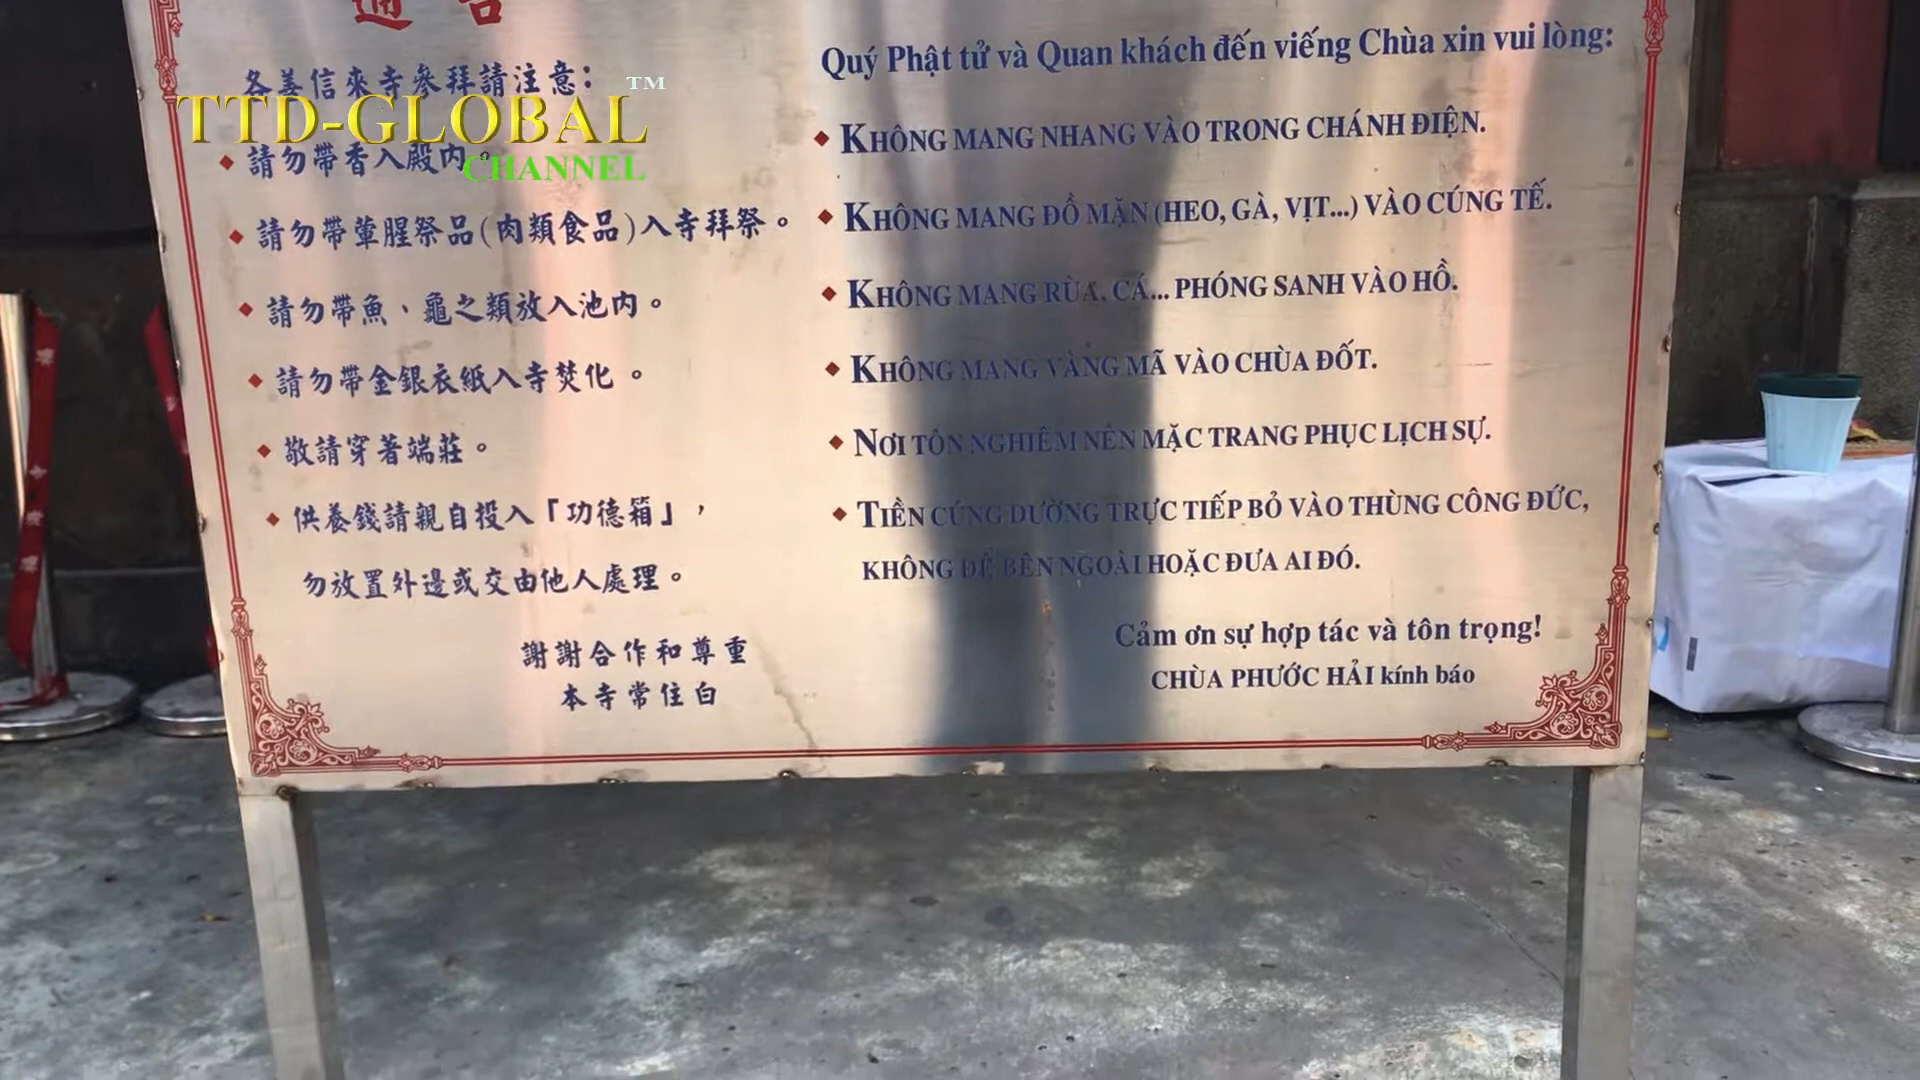 通告
各善信來寺參拜請注意：
TTD-GLOBAL™
CHANNEL
請勿帶香入殿內。
請勿帶葷腥祭品(肉類食品)入寺拜祭。
請勿帶魚、龜之類放入池內。
請勿帶金銀衣紙入寺焚化。
敬請穿著端莊。
供養錢請親自投入「功德箱」，
勿放置外邊或交由他人處理。
謝謝合作和尊重
本寺常住白
Quý Phật tử và Quan khách đến viếng Chùa xin vui lòng:
KHÔNG MANG NHANG VÀO TRONG CHÁNH ĐIỆN.
KHÔNG MANG ĐỒ MẶN (HEO, GÀ, VỊT...) VÀO CÚNG TẾ.
KHÔNG MANG RÙA, CÁ... PHÓNG SANH VÀO HỒ.
KHÔNG MANG VÀNG MÃ VÀO CHÙA ĐỐT.
NƠI TÔN NGHIÊM NÊN MẶC TRANG PHỤC LỊCH SỰ.
TIỀN CÚNG DƯỜNG TRỰC TIẾP BỎ VÀO THÙNG CÔNG ĐỨC,
KHÔNG ĐỂ BÊN NGOÀI HOẶC ĐƯA AI ĐÓ.
Cảm ơn sự hợp tác và tôn trọng!
CHÙA PHƯỚC HẢI kính báo